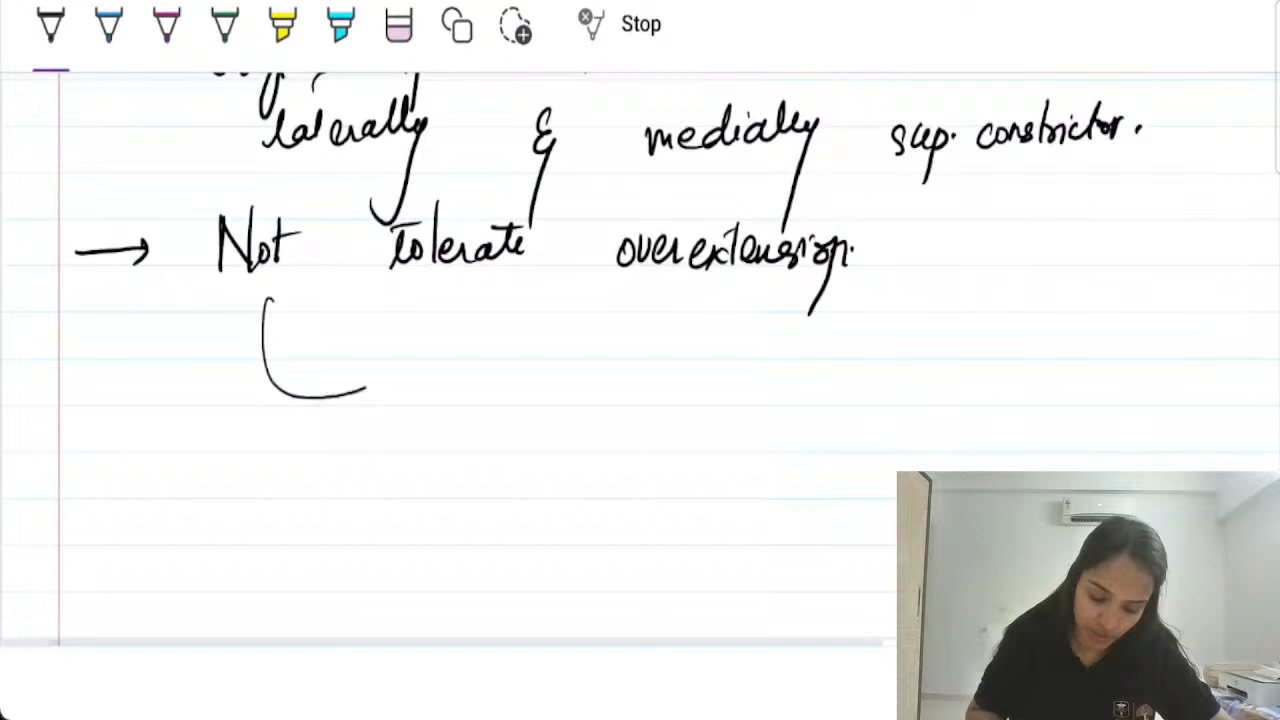 Stop
laterally & medially sup. constrictor.
→ Not tolerate overextension.